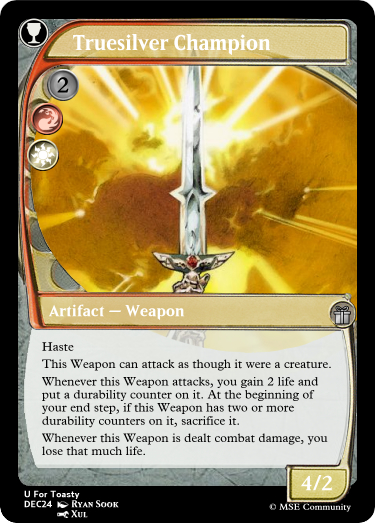 Truesilver Champion
2
Artifact — Weapon
Haste
This Weapon can attack as though it were a creature.
Whenever this Weapon attacks, you gain 2 life and
put a durability counter on it. At the beginning of
your end step, if this Weapon has two or more
durability counters on it, sacrifice it.
Whenever this Weapon is dealt combat damage, you
lose that much life.
4/2
U For Toasty
DEC24 Ryan Sook
Xul
© MSE Community